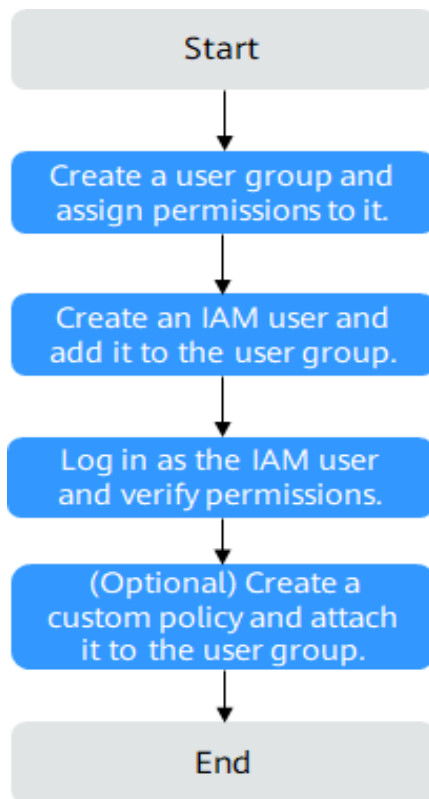 Start
Create a user group and
assign permissions to it.
Create an IAM user and
add it to the user group.
Log in as the IAM user
and verify permissions.
(Optional) Create a
custom policy and attach
it to the user group.
End